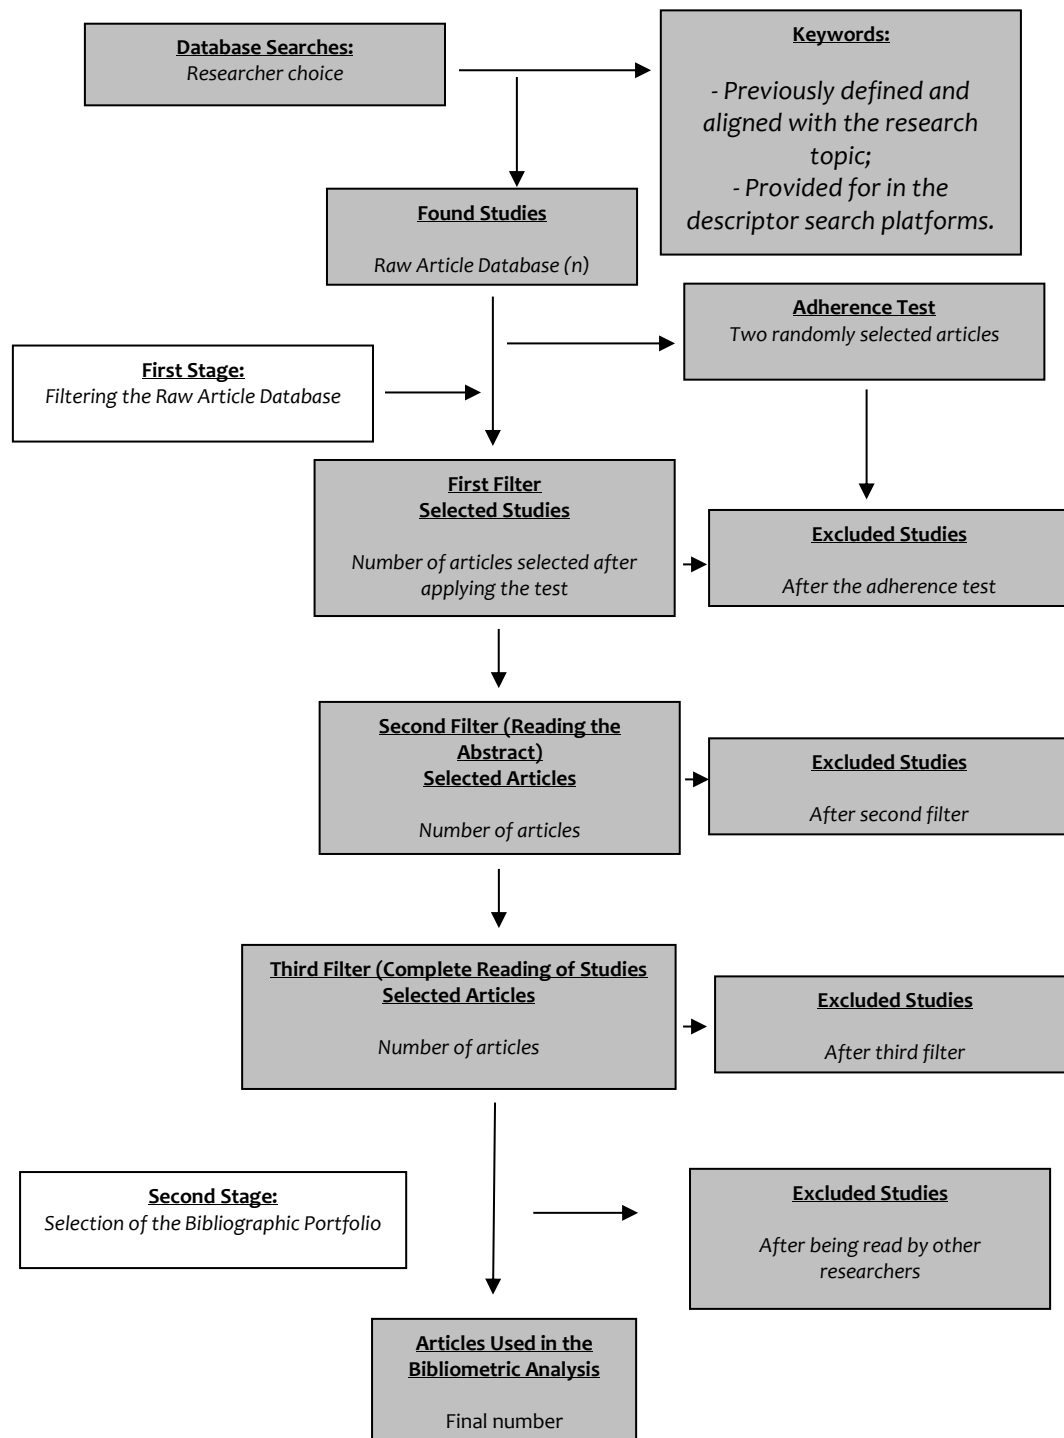 Database Searches:
Researcher choice
Keywords:
- Previously defined and
aligned with the research
topic;
- Provided for in the
descriptor search platforms.
Found Studies
Raw Article Database (n)
Adherence Test
Two randomly selected articles
First Stage:
Filtering the Raw Article Database
First Filter
Selected Studies
Number of articles selected after
applying the test
Excluded Studies
After the adherence test
Second Filter (Reading the
Abstract)
Selected Articles
Number of articles
Excluded Studies
After second filter
Third Filter (Complete Reading of Studies
Selected Articles
Number of articles
Excluded Studies
After third filter
Second Stage:
Selection of the Bibliographic Portfolio
Excluded Studies
After being read by other
researchers
Articles Used in the
Bibliometric Analysis
Final number